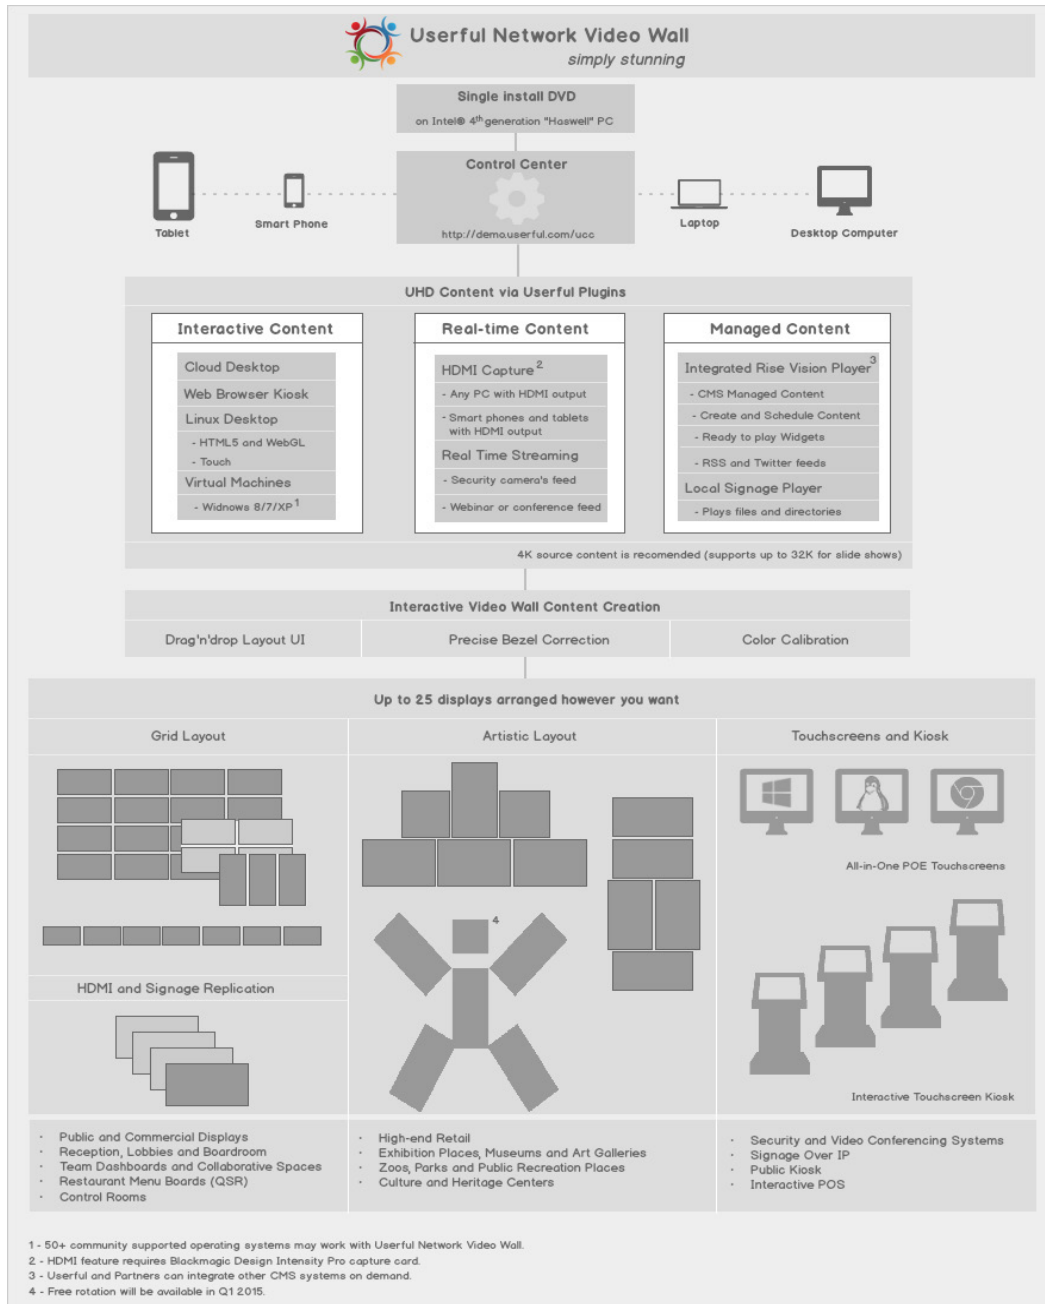 Userful Network Video Wall
simply stunning
Single install DVD
on Intel® 4th generation "Haswell" PC
Control Center
http://demo.userful.com/ucc
Tablet
Smart Phone
Laptop
Desktop Computer
UHD Content via Userful Plugins
Interactive Content
Cloud Desktop
Web Browser Kiosk
Linux Desktop
- HTML5 and WebGL
- Touch
Virtual Machines
- Widnows 8/7/XP 1
Real-time Content
HDMI Capture 2
- Any PC with HDMI output
- Smart phones and tablets
with HDMI output
Real Time Streaming
- Security camera's feed
- Webinar or conference feed
Managed Content
Integrated Rise Vision Player 3
- CMS Managed Content
- Create and Schedule Content
- Ready to play Widgets
- RSS and Twitter feeds
Local Signage Player
- Plays files and directories
4K source content is recomended (supports up to 32K for slide shows)
Interactive Video Wall Content Creation
Drag'n'drop Layout UI
Precise Bezel Correction
Color Calibration
Up to 25 displays arranged however you want
Grid Layout
Artistic Layout
Touchscreens and Kiosk
All-in-One POE Touchscreens
4
HDMI and Signage Replication
Interactive Touchscreen Kiosk
· Public and Commercial Displays
· Reception, Lobbies and Boardroom
· Team Dashboards and Collaborative Spaces
· Restaurant Menu Boards (QSR)
· Control Rooms
· High-end Retail
· Exhibition Places, Museums and Art Galleries
· Zoos, Parks and Public Recreation Places
· Culture and Heritage Centers
· Security and Video Conferencing Systems
· Signage Over IP
· Public Kiosk
· Interactive POS
1 - 50+ community supported operating systems may work with Userful Network Video Wall.
2 - HDMI feature requires Blackmagic Design Intensity Pro capture card.
3 - Userful and Partners can integrate other CMS systems on demand.
4 - Free rotation will be available in Q1 2015.